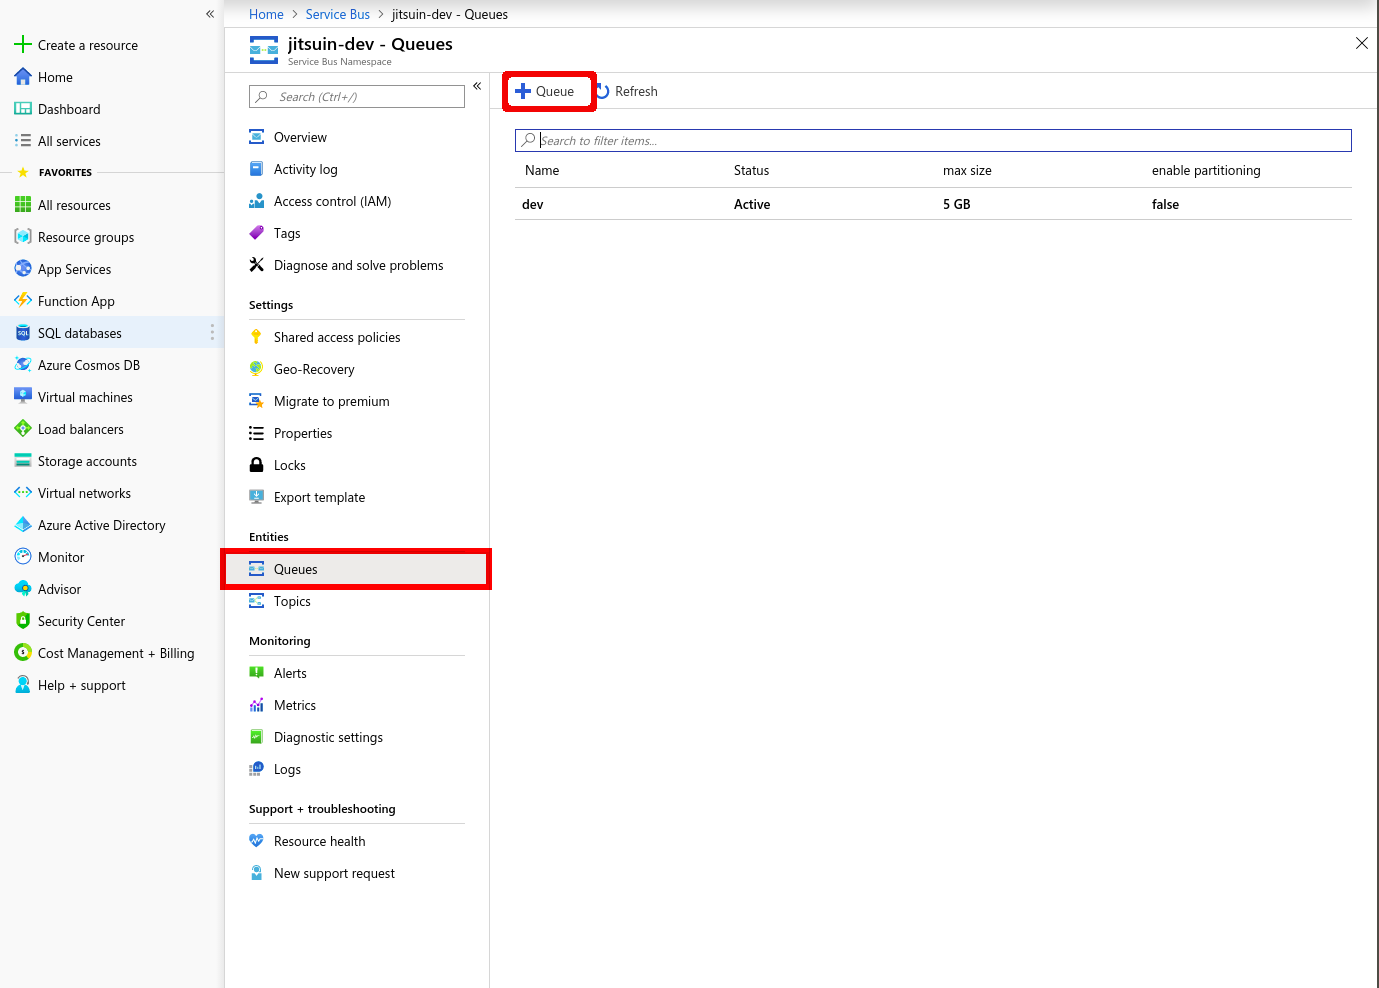 «
Create a resource
Home
Dashboard
All services
FAVORITES
All resources
Resource groups
App Services
Function App
SQL databases
Azure Cosmos DB
Virtual machines
Load balancers
Storage accounts
Virtual networks
Azure Active Directory
Monitor
Advisor
Security Center
Cost Management + Billing
Help + support
Home > Service Bus > jitsuin-dev - Queues
jitsuin-dev - Queues
Service Bus Namespace
Search (Ctrl+/)
«
Overview
Activity log
Access control (IAM)
Tags
Diagnose and solve problems
Settings
Shared access policies
Geo-Recovery
Migrate to premium
Properties
Locks
Export template
Entities
Queues
Topics
Monitoring
Alerts
Metrics
Diagnostic settings
Logs
Support + troubleshooting
Resource health
New support request
Queue Refresh
Search to filter items...
Name Status max size enable partitioning
dev Active 5 GB false